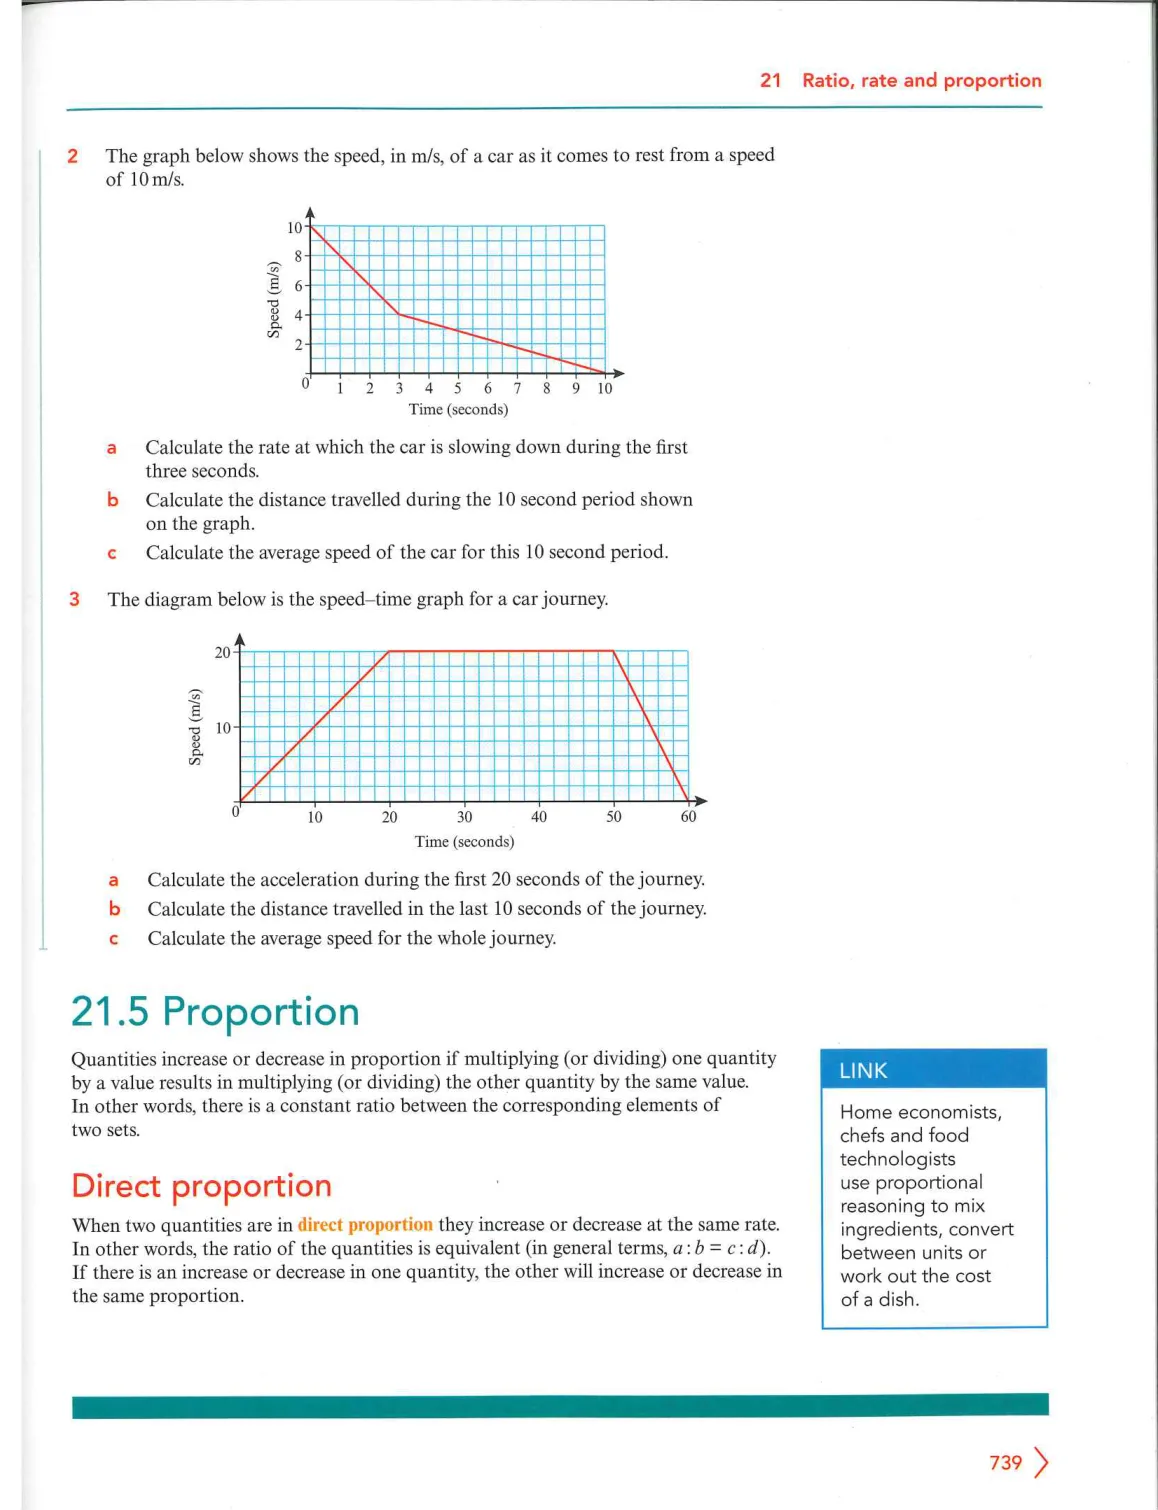 21 Ratio, rate and proportion
2 The graph below shows the speed, in m/s, of a car as it comes to rest from a speed
of 10 m/s.
10
8
6
4
2
0
Speed (m/s)
1 2 3 4 5 6 7 8 9 10
Time (seconds)
a Calculate the rate at which the car is slowing down during the first
three seconds.
b Calculate the distance travelled during the 10 second period shown
on the graph.
c Calculate the average speed of the car for this 10 second period.
3 The diagram below is the speed–time graph for a car journey.
20
10
0
Speed (m/s)
10 20 30 40 50 60
Time (seconds)
a Calculate the acceleration during the first 20 seconds of the journey.
b Calculate the distance travelled in the last 10 seconds of the journey.
c Calculate the average speed for the whole journey.
21.5 Proportion
Quantities increase or decrease in proportion if multiplying (or dividing) one quantity
by a value results in multiplying (or dividing) the other quantity by the same value.
In other words, there is a constant ratio between the corresponding elements of
two sets.
Direct proportion
When two quantities are in direct proportion they increase or decrease at the same rate.
In other words, the ratio of the quantities is equivalent (in general terms, a : b = c : d).
If there is an increase or decrease in one quantity, the other will increase or decrease in
the same proportion.
LINK
Home economists,
chefs and food
technologists
use proportional
reasoning to mix
ingredients, convert
between units or
work out the cost
of a dish.
739